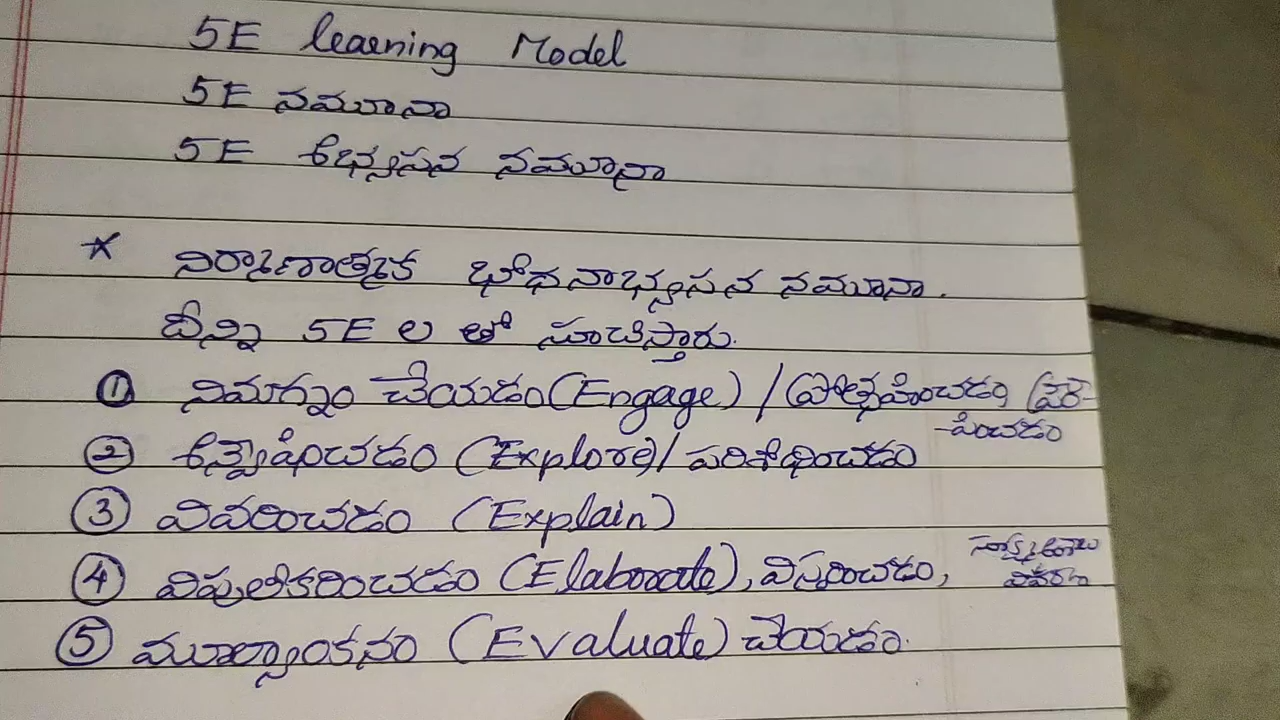 5E learning Model
5E నమూనా
5E అభ్యసన నమూనా
* నిర్మాణాత్మక భోధనాభ్యసన నమూనా.
దీన్ని 5E ల తో సూచిస్తారు.
① నిమగ్నం చేయడం (Engage) / ప్రోత్సహించడం, ప్రేరే-
-పించడం
② అన్వేషించడం (Explore) / పరిశోధించడం
③ వివరించడం (Explain)
④ విపులీకరించడం (Elaborate), విస్తరించడం,
వివరణ
⑤ మూల్యాంకనం (Evaluate) చేయడం.